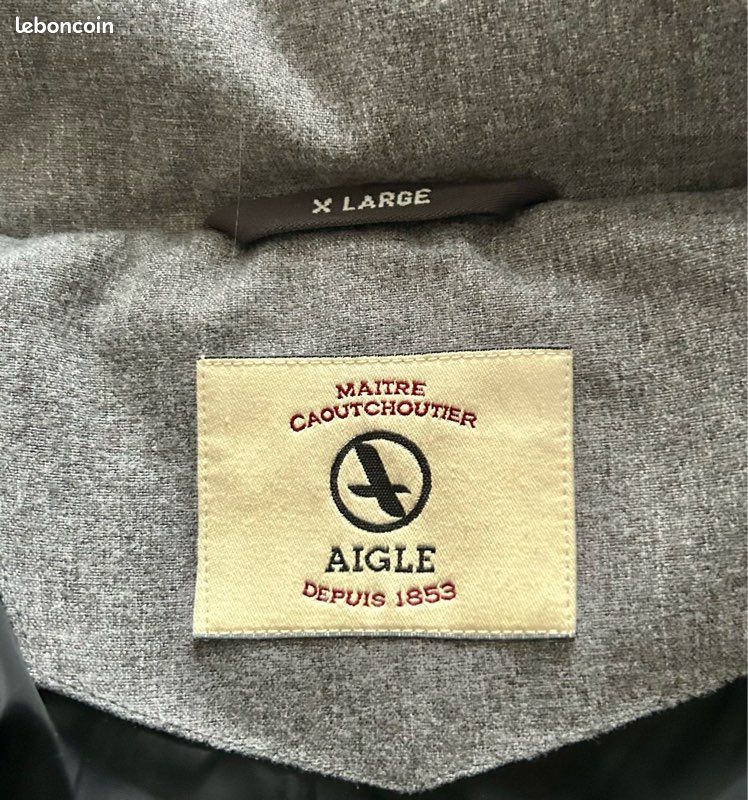 leboncoin
X LARGE
MAITRE
CAOUTCHOUTIER
AIGLE
DEPUIS 1853